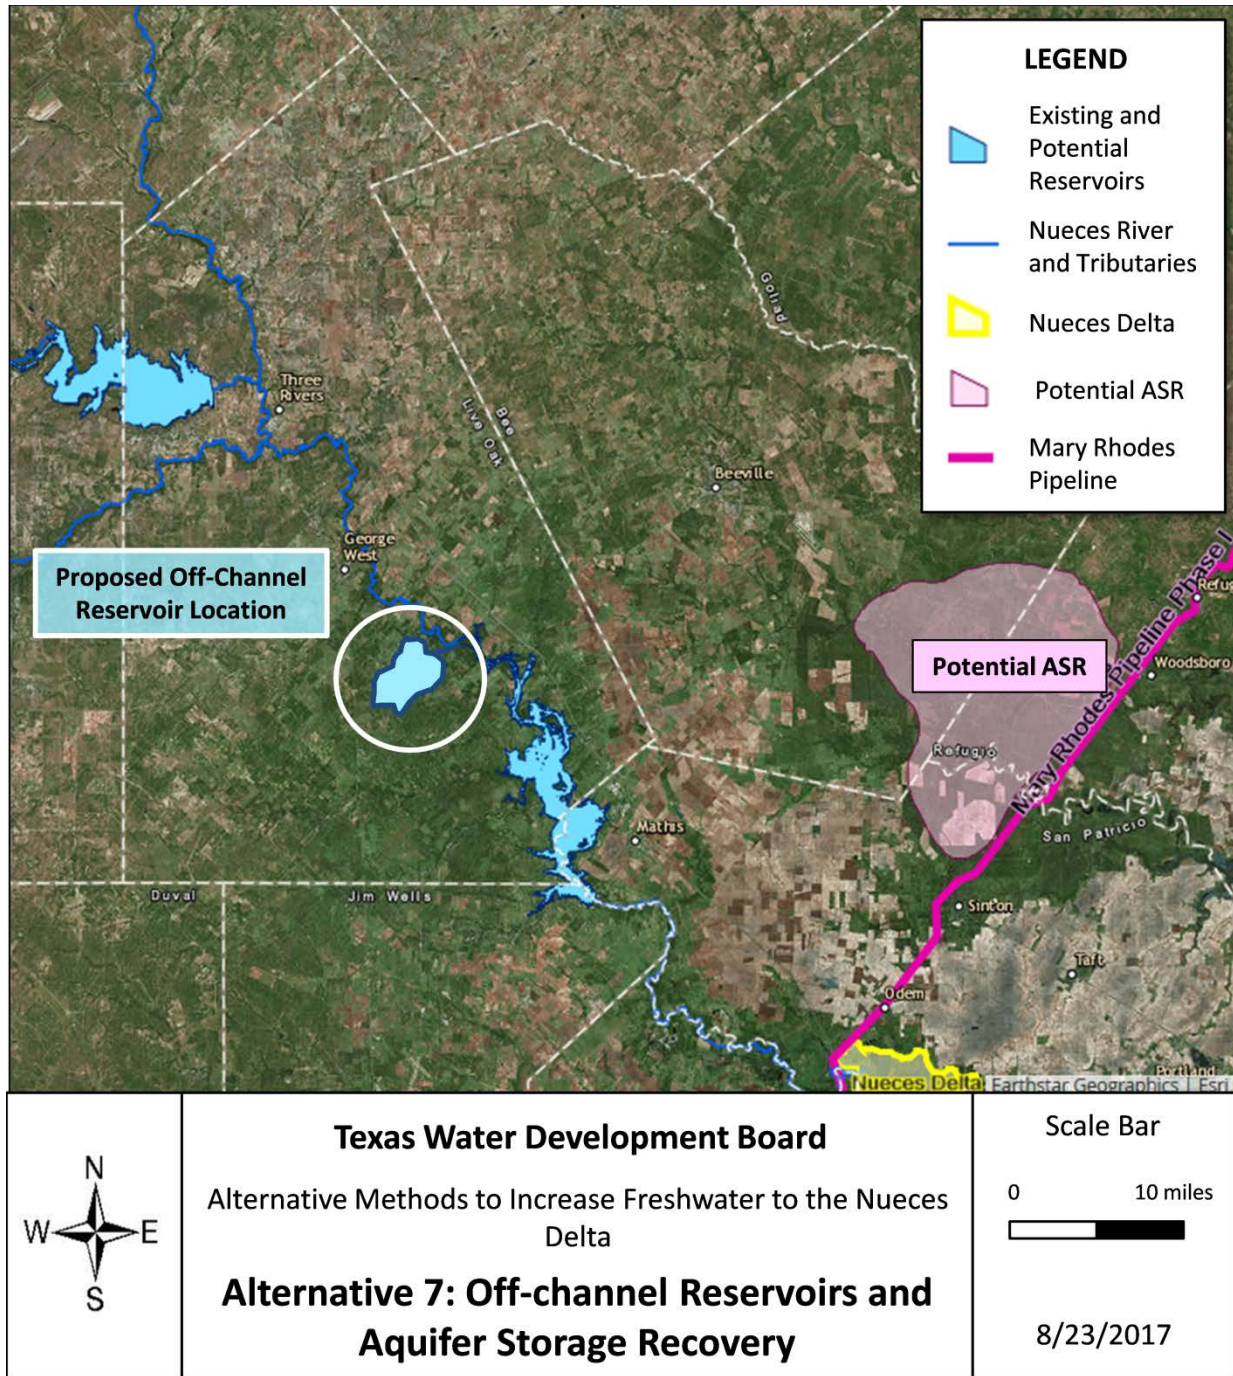 LEGEND
Existing and
Potential
Reservoirs
Nueces River
and Tributaries
Nueces Delta
Potential ASR
Mary Rhodes
Pipeline
Goliad
Three
Rivers
Bee
Live Oak
Beeville
George
West
Proposed Off-Channel
Reservoir Location
Mary Rhodes Pipeline Phase I
Refug
Potential ASR
Woodsboro
Refugio
San Patricio
Mathis
Duval
Jim Wells
Sinton
Taft
Odem
Portland
Nueces Delta
Earthstar Geographics | Esri
N
W
E
S
Texas Water Development Board
Alternative Methods to Increase Freshwater to the Nueces
Delta
Alternative 7: Off-channel Reservoirs and
Aquifer Storage Recovery
Scale Bar
0 10 miles
8/23/2017